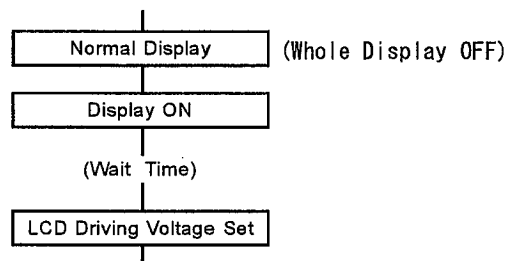 Normal Display (Whole Display OFF)
Display ON
(Wait Time)
LCD Driving Voltage Set